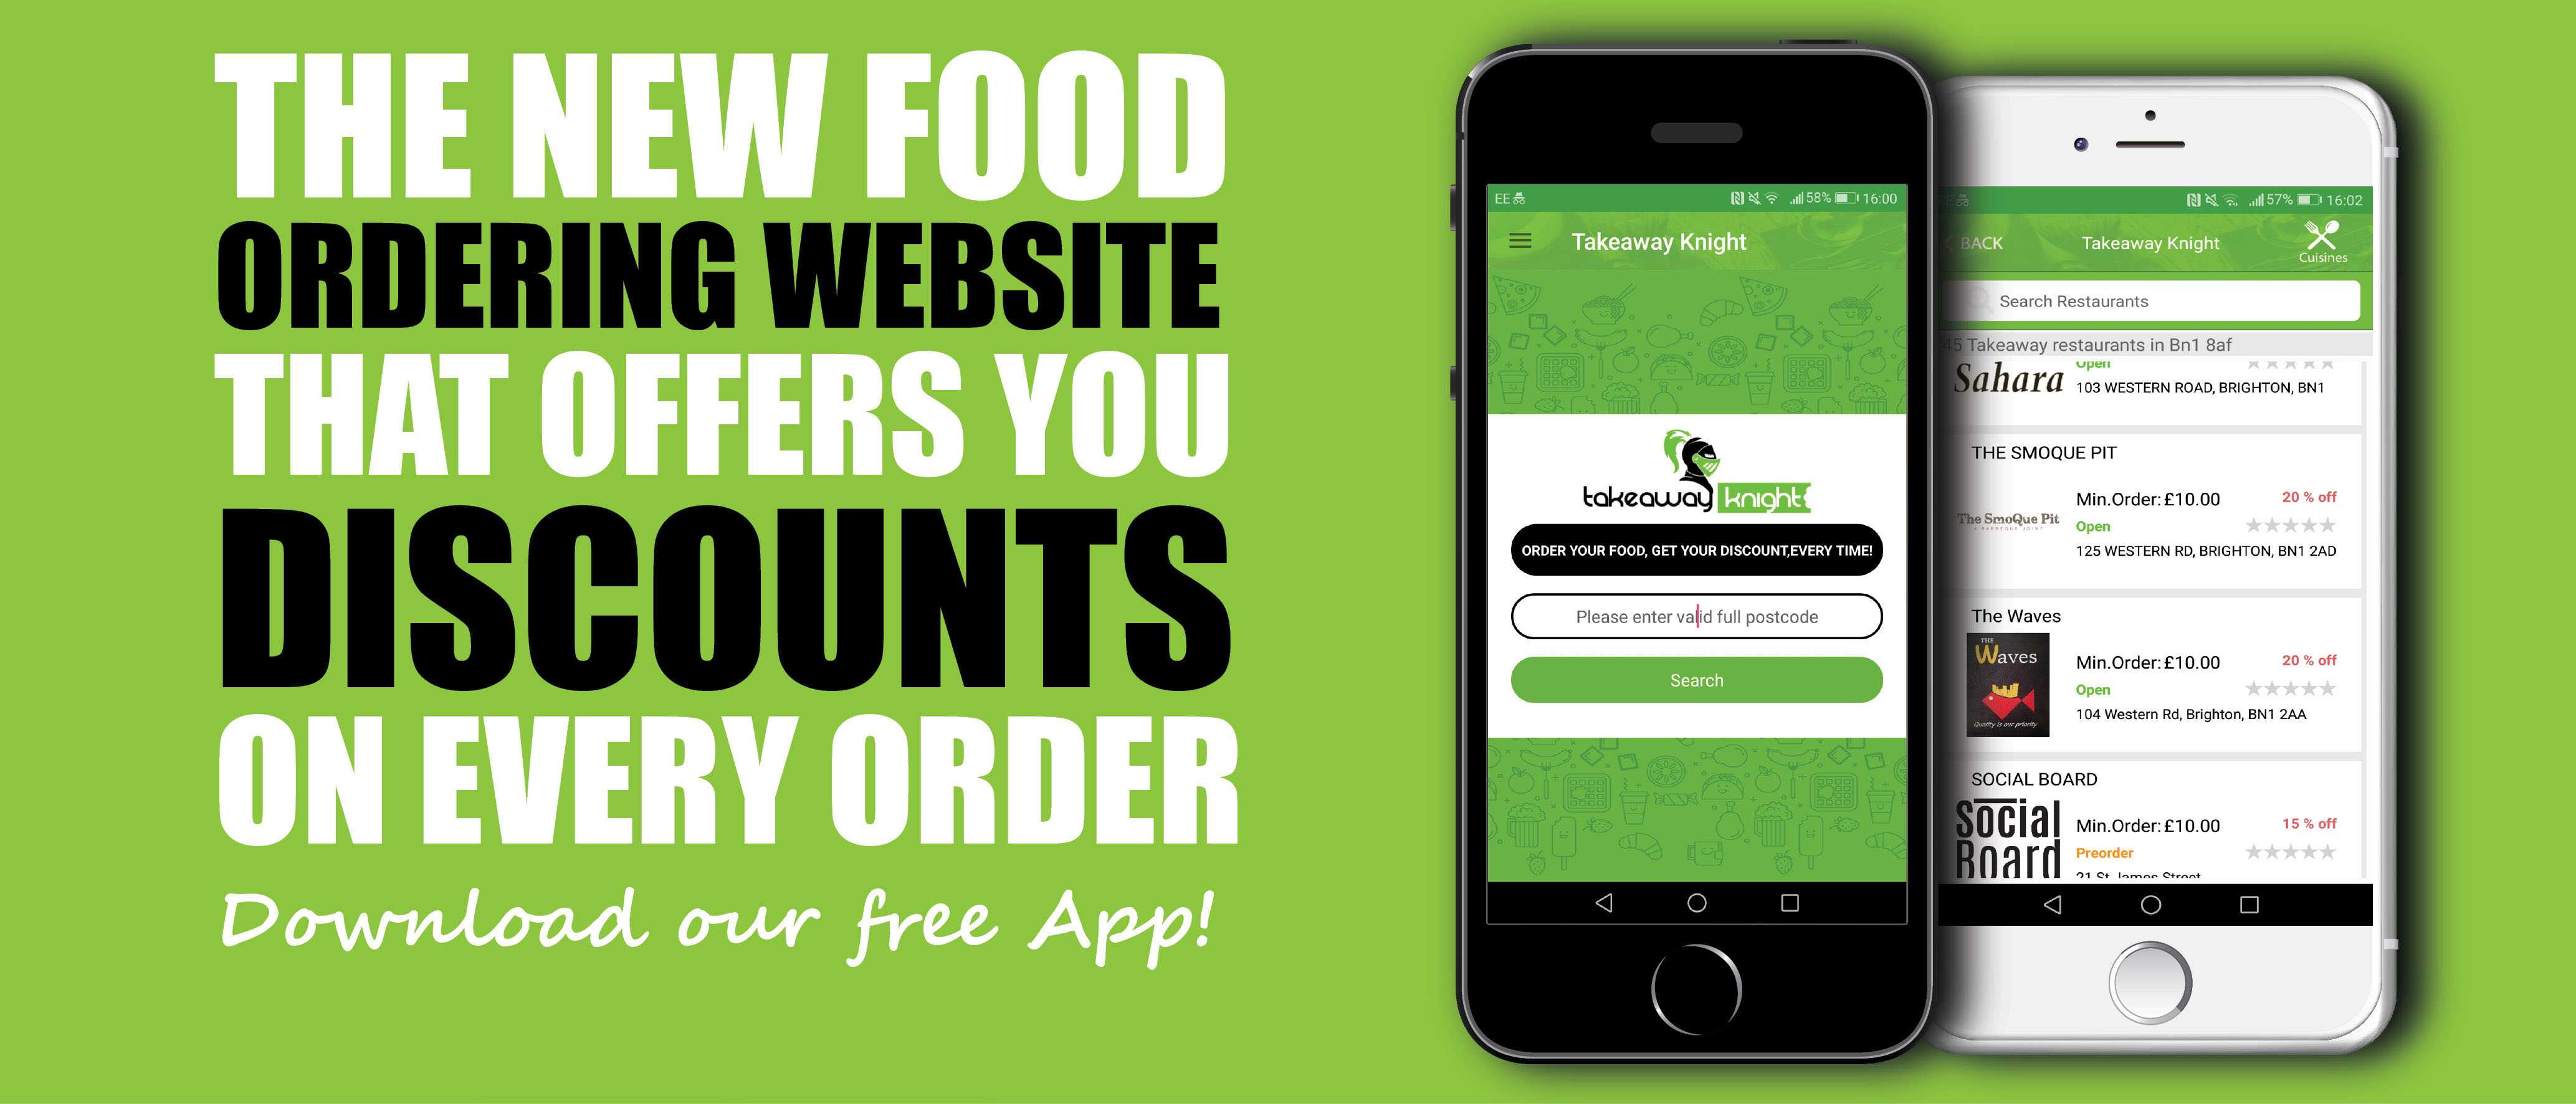 THE NEW FOOD
ORDERING WEBSITE
THAT OFFERS YOU
DISCOUNTS
ON EVERY ORDER
Download our free App!
EE 58% 16:00
Takeaway Knight
takeaway knight
ORDER YOUR FOOD, GET YOUR DISCOUNT,EVERY TIME!
Please enter valid full postcode
Search
57% 16:02
BACK Takeaway Knight
Cuisines
Search Restaurants
45 Takeaway restaurants in Bn1 8af
Sahara
Open
103 WESTERN ROAD, BRIGHTON, BN1
THE SMOQUE PIT
The SmoQue Pit
Min.Order:£10.00 20 % off
Open
125 WESTERN RD, BRIGHTON, BN1 2AD
The Waves
THE
Waves
Quality is our priority
Min.Order:£10.00 20 % off
Open
104 Western Rd, Brighton, BN1 2AA
SOCIAL BOARD
Social
Board
Min.Order:£10.00 15 % off
Preorder
21 St. James Street